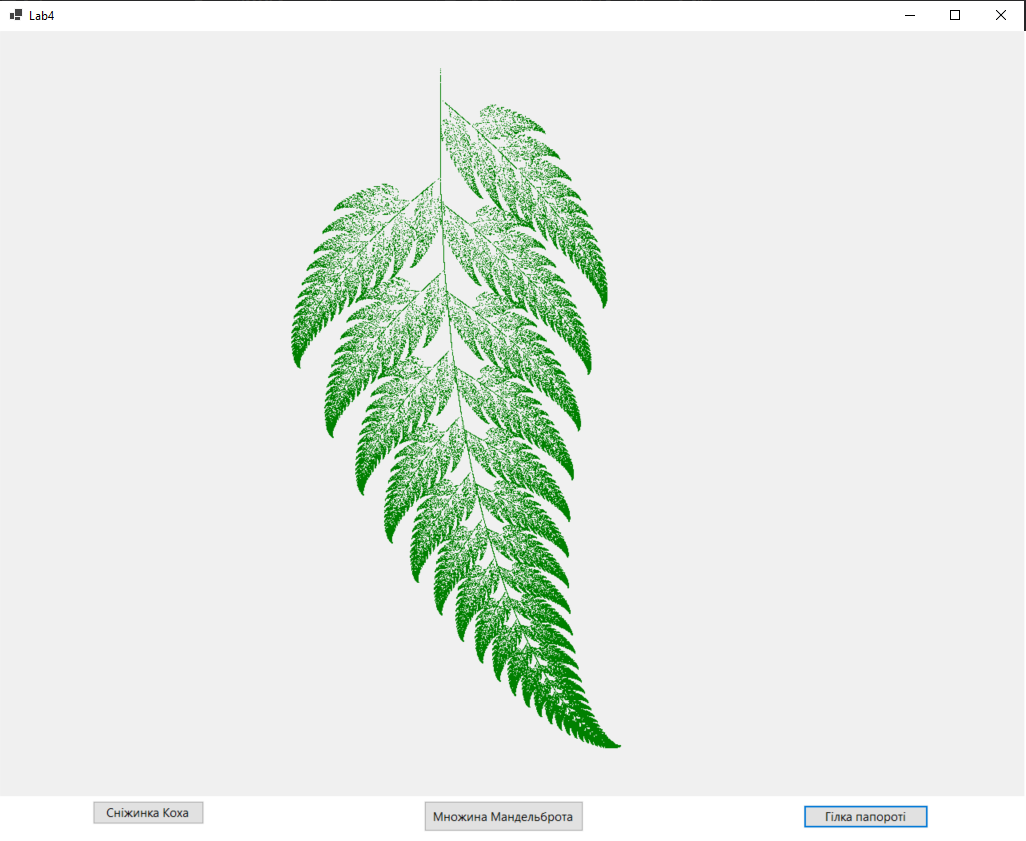 Lab4
Сніжинка Коха
Множина Мандельброта
Гілка папороті